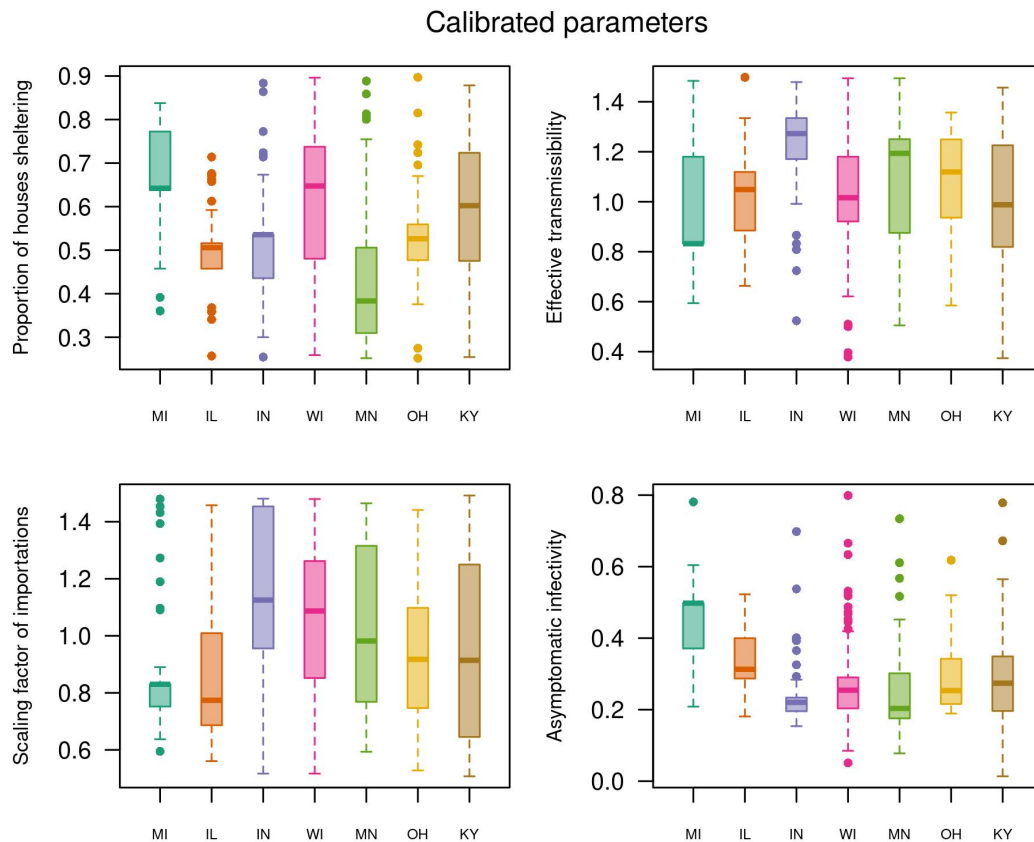 Calibrated parameters
Proportion of houses sheltering
0.9
0.8
0.7
0.6
0.5
0.4
0.3
MI IL IN WI MN OH KY
Effective transmissibility
1.4
1.2
1.0
0.8
0.6
0.4
MI IL IN WI MN OH KY
Scaling factor of importations
1.4
1.2
1.0
0.8
0.6
MI IL IN WI MN OH KY
Asymptomatic infectivity
0.8
0.6
0.4
0.2
0.0
MI IL IN WI MN OH KY